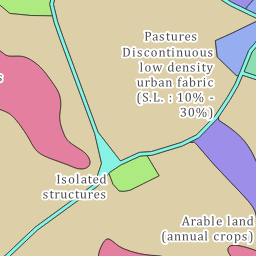 Pastures
Discontinuous
low density
urban fabric
(S.L. : 10% -
30%)
s
Isolated
structures
Arable land
(annual crops)